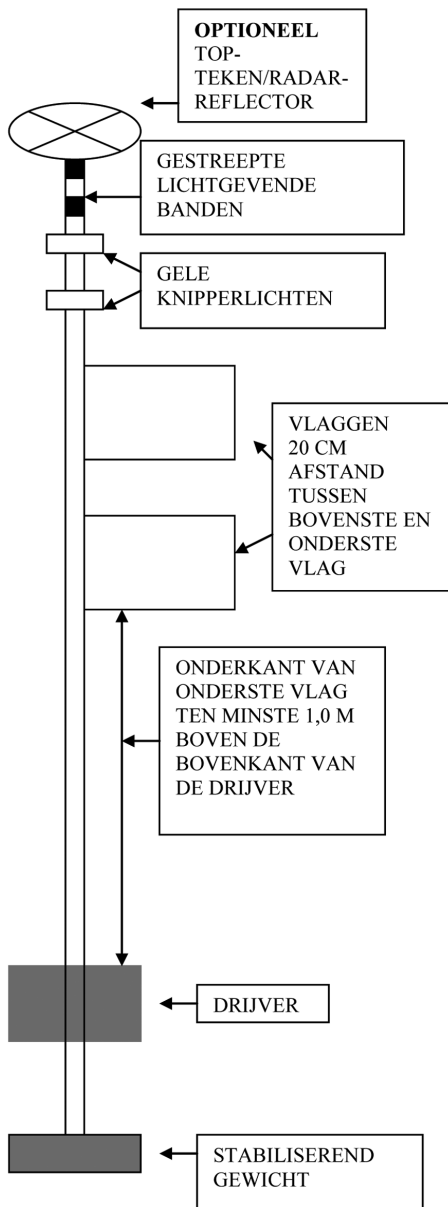 OPTIONEEL
TOP-
TEKEN/RADAR-
REFLECTOR
GESTREEPTE
LICHTGEVENDE
BANDEN
GELE
KNIPPERLICHTEN
VLAGGEN
20 CM
AFSTAND
TUSSEN
BOVENSTE EN
ONDERSTE
VLAG
ONDERKANT VAN
ONDERSTE VLAG
TEN MINSTE 1,0 M
BOVEN DE
BOVENKANT VAN
DE DRIJVER
DRIJVER
STABILISEREND
GEWICHT